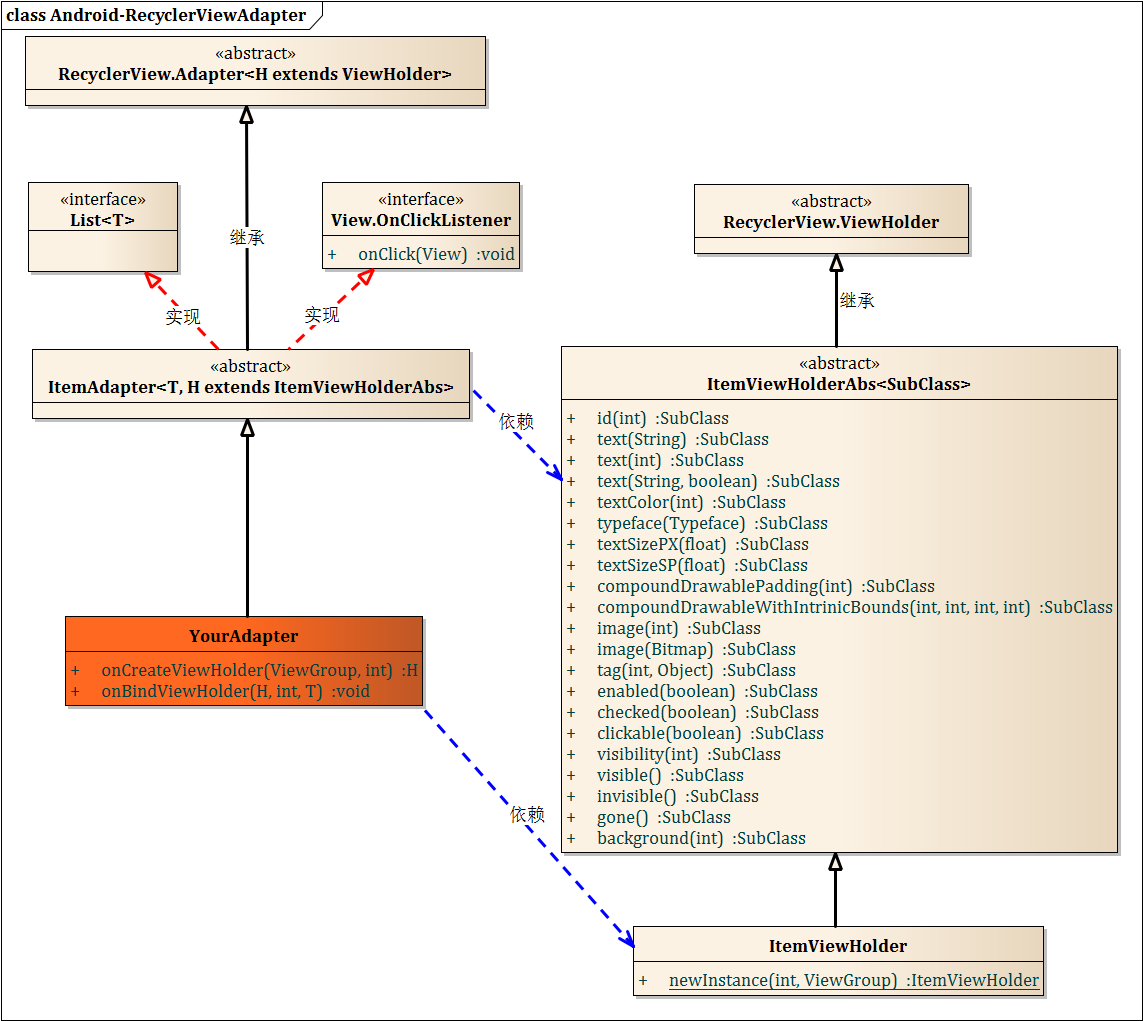 class Android-RecyclerViewAdapter
«abstract»
RecyclerView.Adapter<H extends ViewHolder>
«interface»
List<T>
«interface»
View.OnClickListener
+ onClick(View) :void
«abstract»
RecyclerView.ViewHolder
继承
继承
实现
实现
«abstract»
ItemAdapter<T, H extends ItemViewHolderAbs>
依赖
«abstract»
ItemViewHolderAbs<SubClass>
+ id(int) :SubClass
+ text(String) :SubClass
+ text(int) :SubClass
+ text(String, boolean) :SubClass
+ textColor(int) :SubClass
+ typeface(Typeface) :SubClass
+ textSizePX(float) :SubClass
+ textSizeSP(float) :SubClass
+ compoundDrawablePadding(int) :SubClass
+ compoundDrawableWithIntrinicBounds(int, int, int, int) :SubClass
+ image(int) :SubClass
+ image(Bitmap) :SubClass
+ tag(int, Object) :SubClass
+ enabled(boolean) :SubClass
+ checked(boolean) :SubClass
+ clickable(boolean) :SubClass
+ visibility(int) :SubClass
+ visible() :SubClass
+ invisible() :SubClass
+ gone() :SubClass
+ background(int) :SubClass
YourAdapter
+ onCreateViewHolder(ViewGroup, int) :H
+ onBindViewHolder(H, int, T) :void
依赖
ItemViewHolder
+ newInstance(int, ViewGroup) :ItemViewHolder